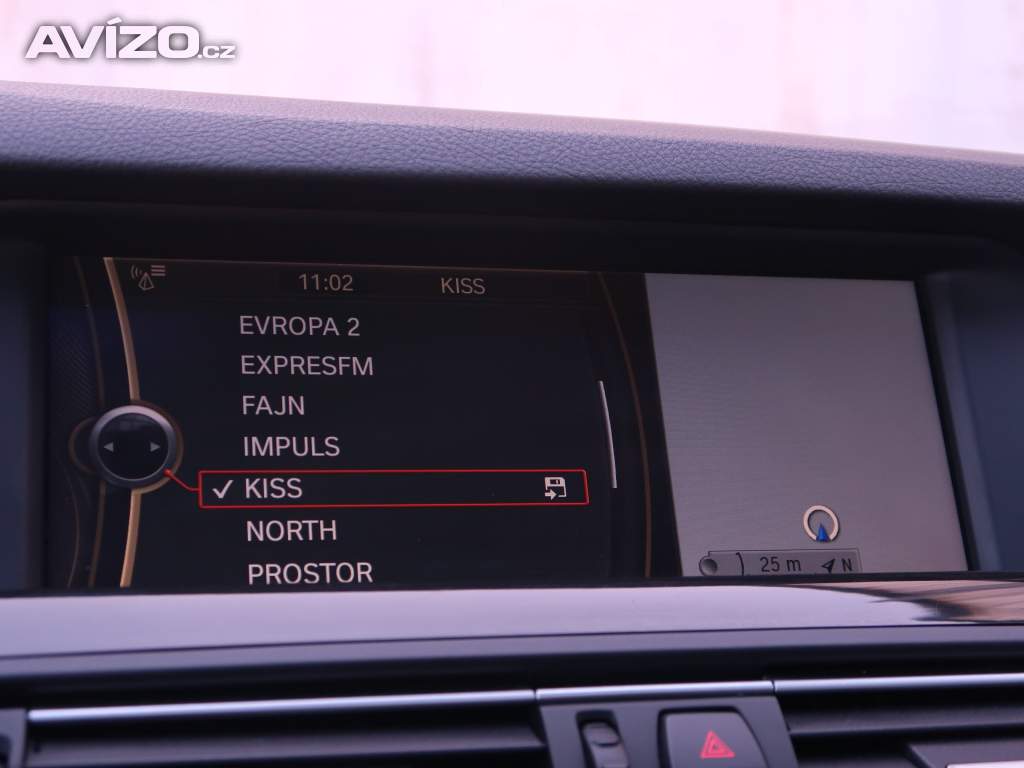 AVÍZO.cz
11:02 KISS
EVROPA 2
EXPRESFM
FAJN
IMPULS
KISS
NORTH
PROSTOR
25 m N